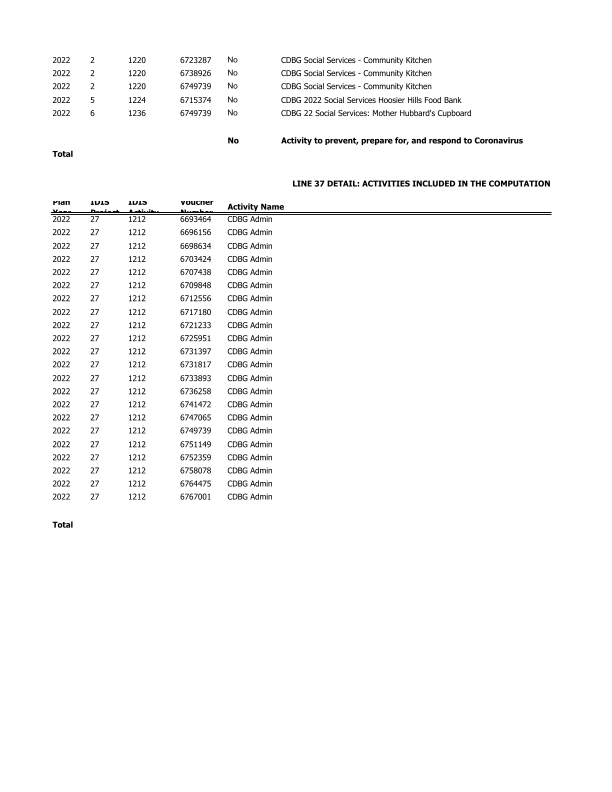 2022 2 1220 6723287 No CDBG Social Services - Community Kitchen
2022 2 1220 6738926 No CDBG Social Services - Community Kitchen
2022 2 1220 6749739 No CDBG Social Services - Community Kitchen
2022 5 1224 6715374 No CDBG 2022 Social Services Hoosier Hills Food Bank
2022 6 1236 6749739 No CDBG 22 Social Services: Mother Hubbard's Cupboard
No Activity to prevent, prepare for, and respond to Coronavirus
Total
LINE 37 DETAIL: ACTIVITIES INCLUDED IN THE COMPUTATION
Plan IDIS IDIS Voucher
Year Project Activity Number Activity Name
2022 27 1212 6693464 CDBG Admin
2022 27 1212 6696156 CDBG Admin
2022 27 1212 6698634 CDBG Admin
2022 27 1212 6703424 CDBG Admin
2022 27 1212 6707438 CDBG Admin
2022 27 1212 6709848 CDBG Admin
2022 27 1212 6712556 CDBG Admin
2022 27 1212 6717180 CDBG Admin
2022 27 1212 6721233 CDBG Admin
2022 27 1212 6725951 CDBG Admin
2022 27 1212 6731397 CDBG Admin
2022 27 1212 6731817 CDBG Admin
2022 27 1212 6733893 CDBG Admin
2022 27 1212 6736258 CDBG Admin
2022 27 1212 6741472 CDBG Admin
2022 27 1212 6747065 CDBG Admin
2022 27 1212 6749739 CDBG Admin
2022 27 1212 6751149 CDBG Admin
2022 27 1212 6752359 CDBG Admin
2022 27 1212 6758078 CDBG Admin
2022 27 1212 6764475 CDBG Admin
2022 27 1212 6767001 CDBG Admin
Total